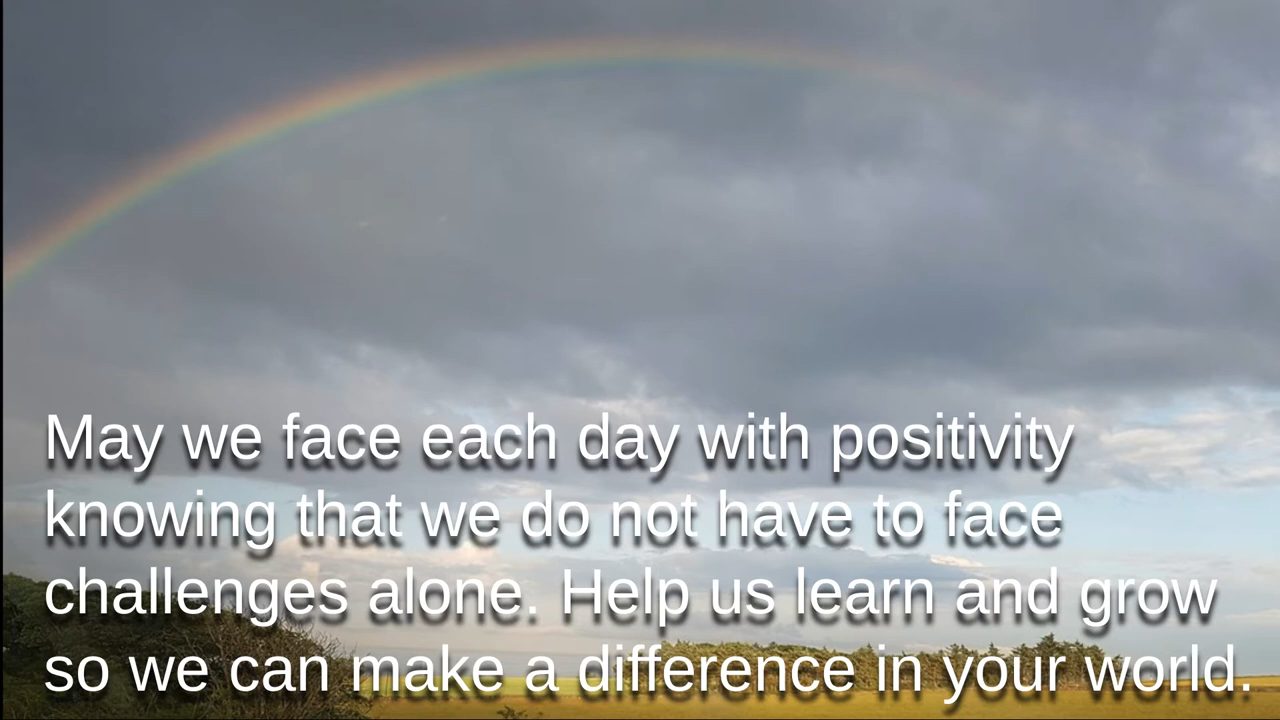 May we face each day with positivity
knowing that we do not have to face
challenges alone. Help us learn and grow
so we can make a difference in your world.